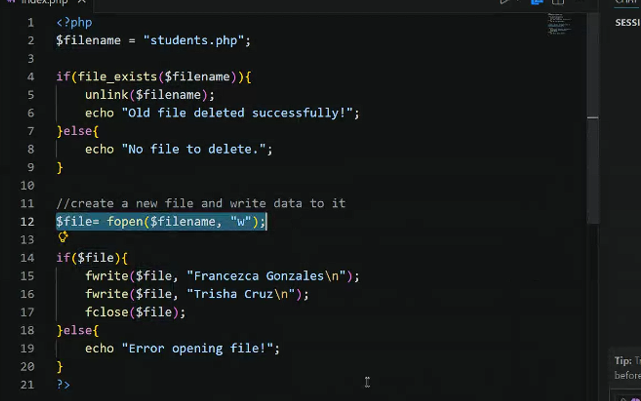 index.php
1 <?php
2 $filename = "students.php";
3
4 if(file_exists($filename)){
5 unlink($filename);
6 echo "Old file deleted successfully!";
7 }else{
8 echo "No file to delete.";
9 }
10
11 //create a new file and write data to it
12 $file= fopen($filename, "w");
13
14 if($file){
15 fwrite($file, "Francezca Gonzales\n");
16 fwrite($file, "Trisha Cruz\n");
17 fclose($file);
18 }else{
19 echo "Error opening file!";
20 }
21 ?>
SESSI
Tip:
before